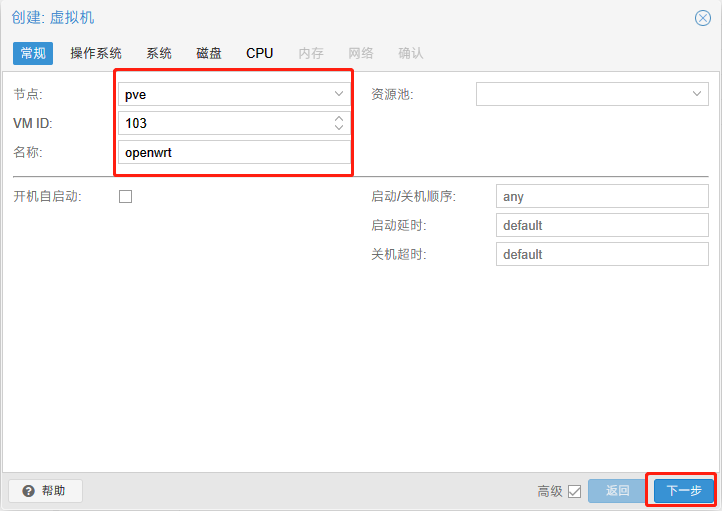 创建: 虚拟机
常规 操作系统 系统 磁盘 CPU 内存 网络 确认
节点: pve 资源池:
VM ID: 103
名称: openwrt
开机自启动: 启动/关机顺序: any
启动延时: default
关机超时: default
帮助 高级 返回 下一步